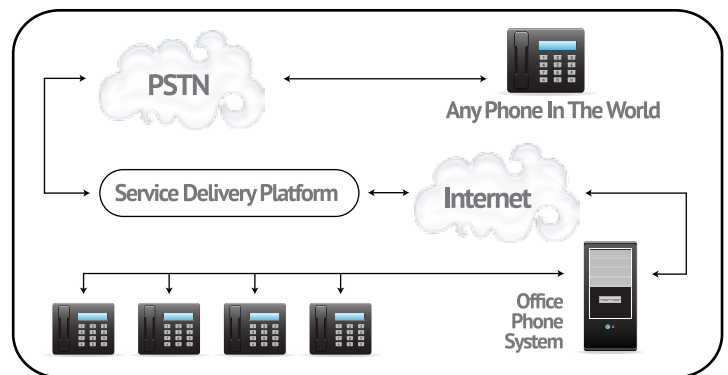 PSTN
Any Phone In The World
Service Delivery Platform
Internet
Office
Phone
System